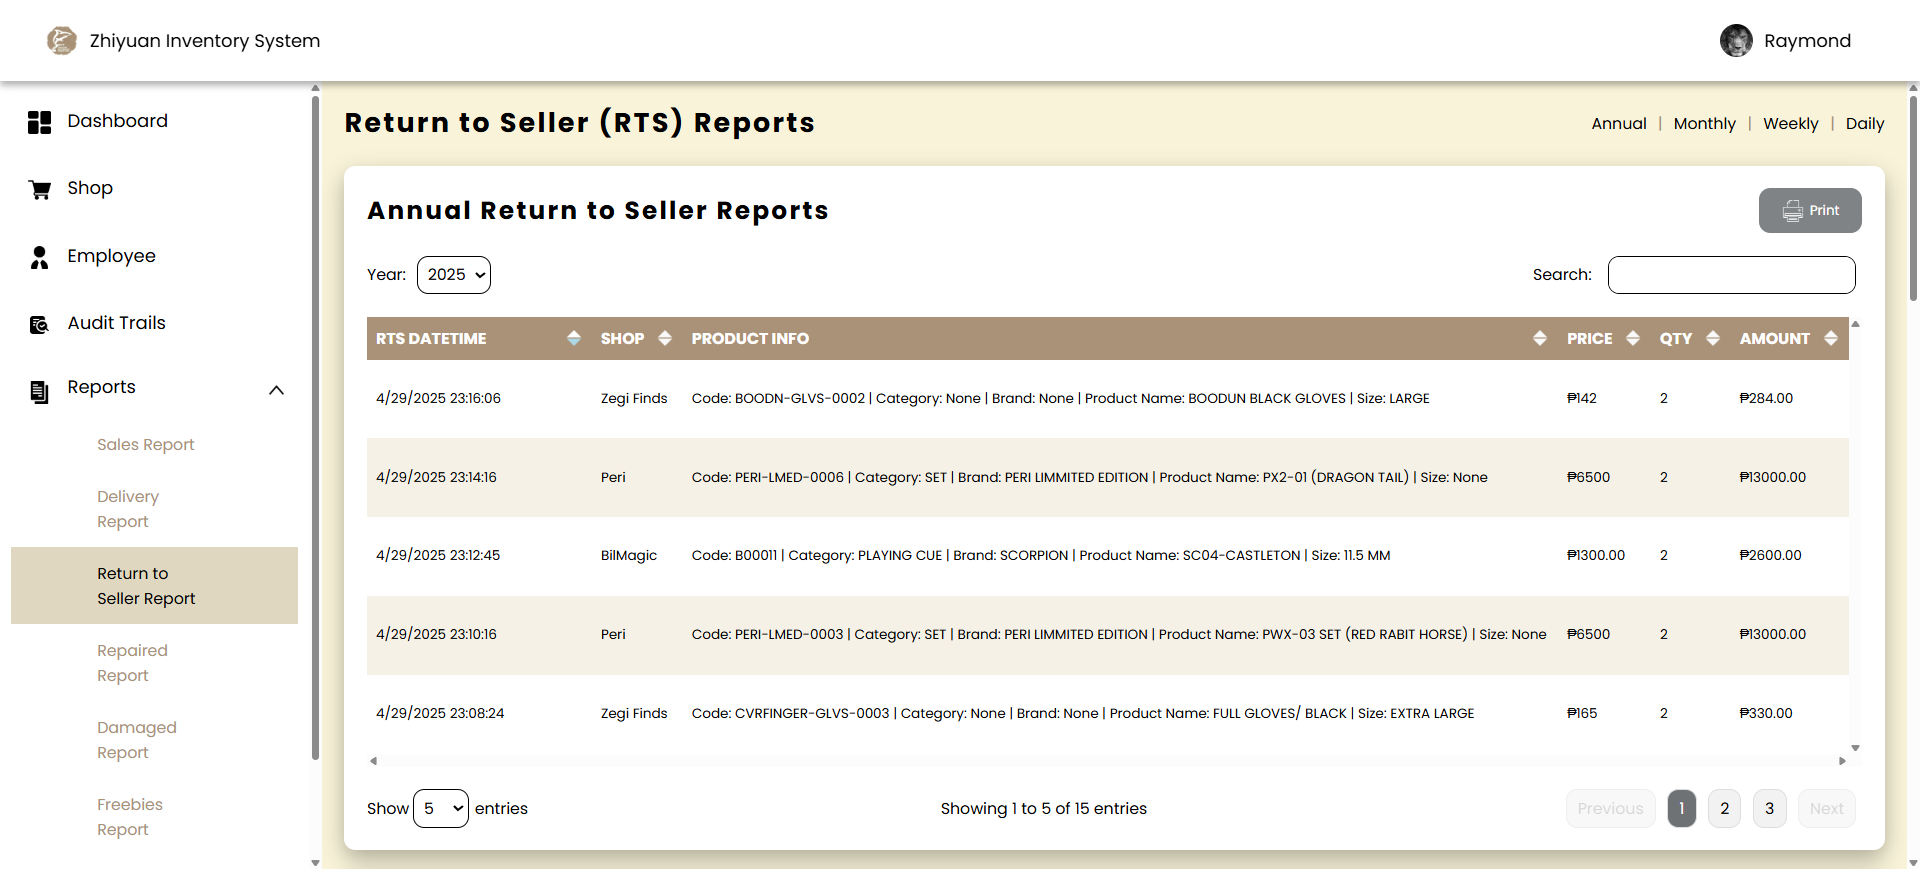 Zhiyuan Inventory System
Raymond
Dashboard
Shop
Employee
Audit Trails
Reports
Sales Report
Delivery
Report
Return to
Seller Report
Repaired
Report
Damaged
Report
Freebies
Report
Return to Seller (RTS) Reports
Annual | Monthly | Weekly | Daily
Annual Return to Seller Reports
Print
Year: 2025
Search:
RTS DATETIME SHOP PRODUCT INFO PRICE QTY AMOUNT
4/29/2025 23:16:06 Zegi Finds Code: BOODN-GLVS-0002 | Category: None | Brand: None | Product Name: BOODUN BLACK GLOVES | Size: LARGE ₱142 2 ₱284.00
4/29/2025 23:14:16 Peri Code: PERI-LMED-0006 | Category: SET | Brand: PERI LIMMITED EDITION | Product Name: PX2-01 (DRAGON TAIL) | Size: None ₱6500 2 ₱13000.00
4/29/2025 23:12:45 BilMagic Code: B00011 | Category: PLAYING CUE | Brand: SCORPION | Product Name: SC04-CASTLETON | Size: 11.5 MM ₱1300.00 2 ₱2600.00
4/29/2025 23:10:16 Peri Code: PERI-LMED-0003 | Category: SET | Brand: PERI LIMMITED EDITION | Product Name: PWX-03 SET (RED RABIT HORSE) | Size: None ₱6500 2 ₱13000.00
4/29/2025 23:08:24 Zegi Finds Code: CVRFINGER-GLVS-0003 | Category: None | Brand: None | Product Name: FULL GLOVES/ BLACK | Size: EXTRA LARGE ₱165 2 ₱330.00
Show 5 entries
Showing 1 to 5 of 15 entries
Previous 1 2 3 Next